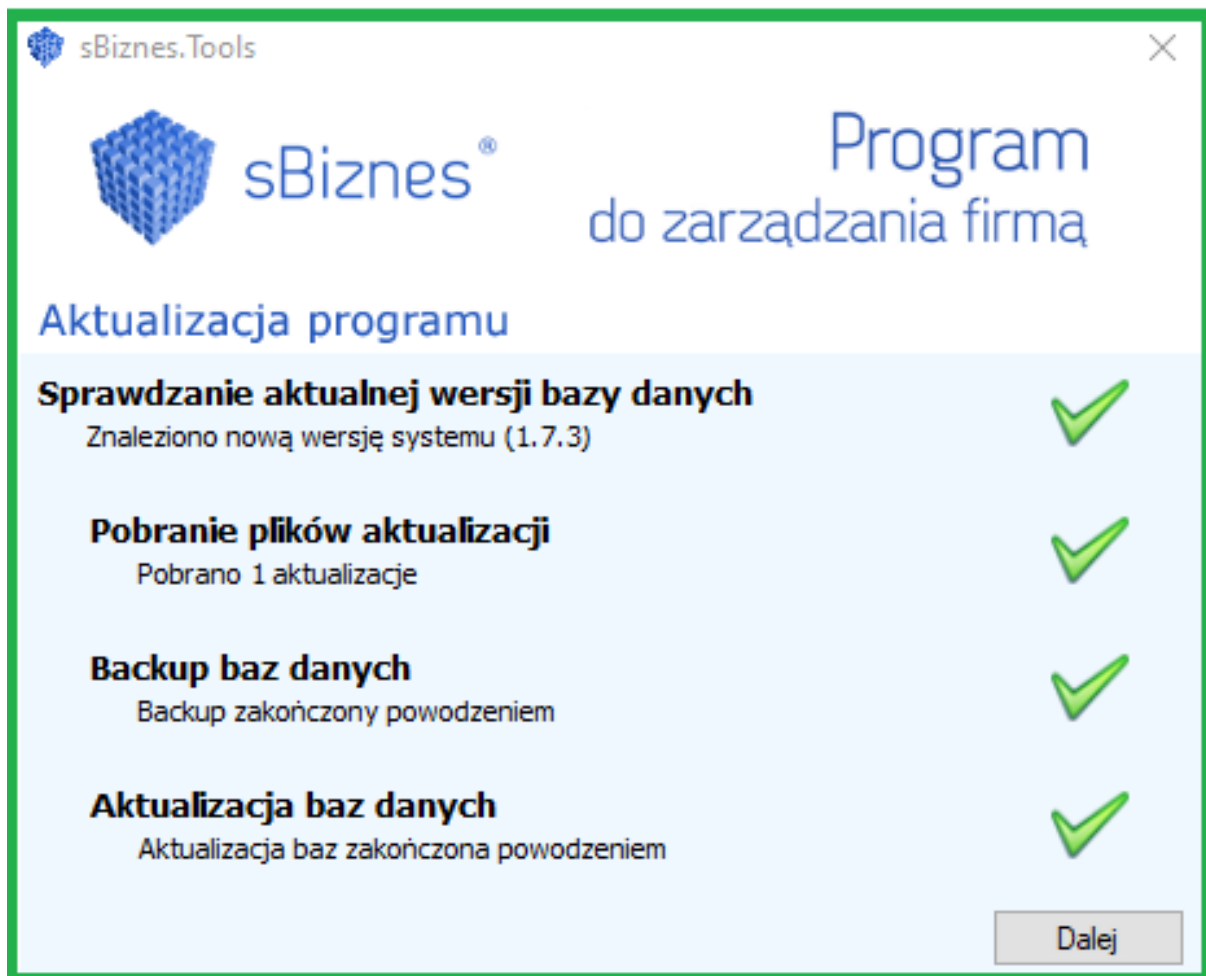 sBiznes.Tools
sBiznes®
Program
do zarządzania firmą
Aktualizacja programu
Sprawdzanie aktualnej wersji bazy danych
Znaleziono nową wersję systemu (1.7.3)
Pobranie plików aktualizacji
Pobrano 1 aktualizacje
Backup baz danych
Backup zakończony powodzeniem
Aktualizacja baz danych
Aktualizacja baz zakończona powodzeniem
Dalej